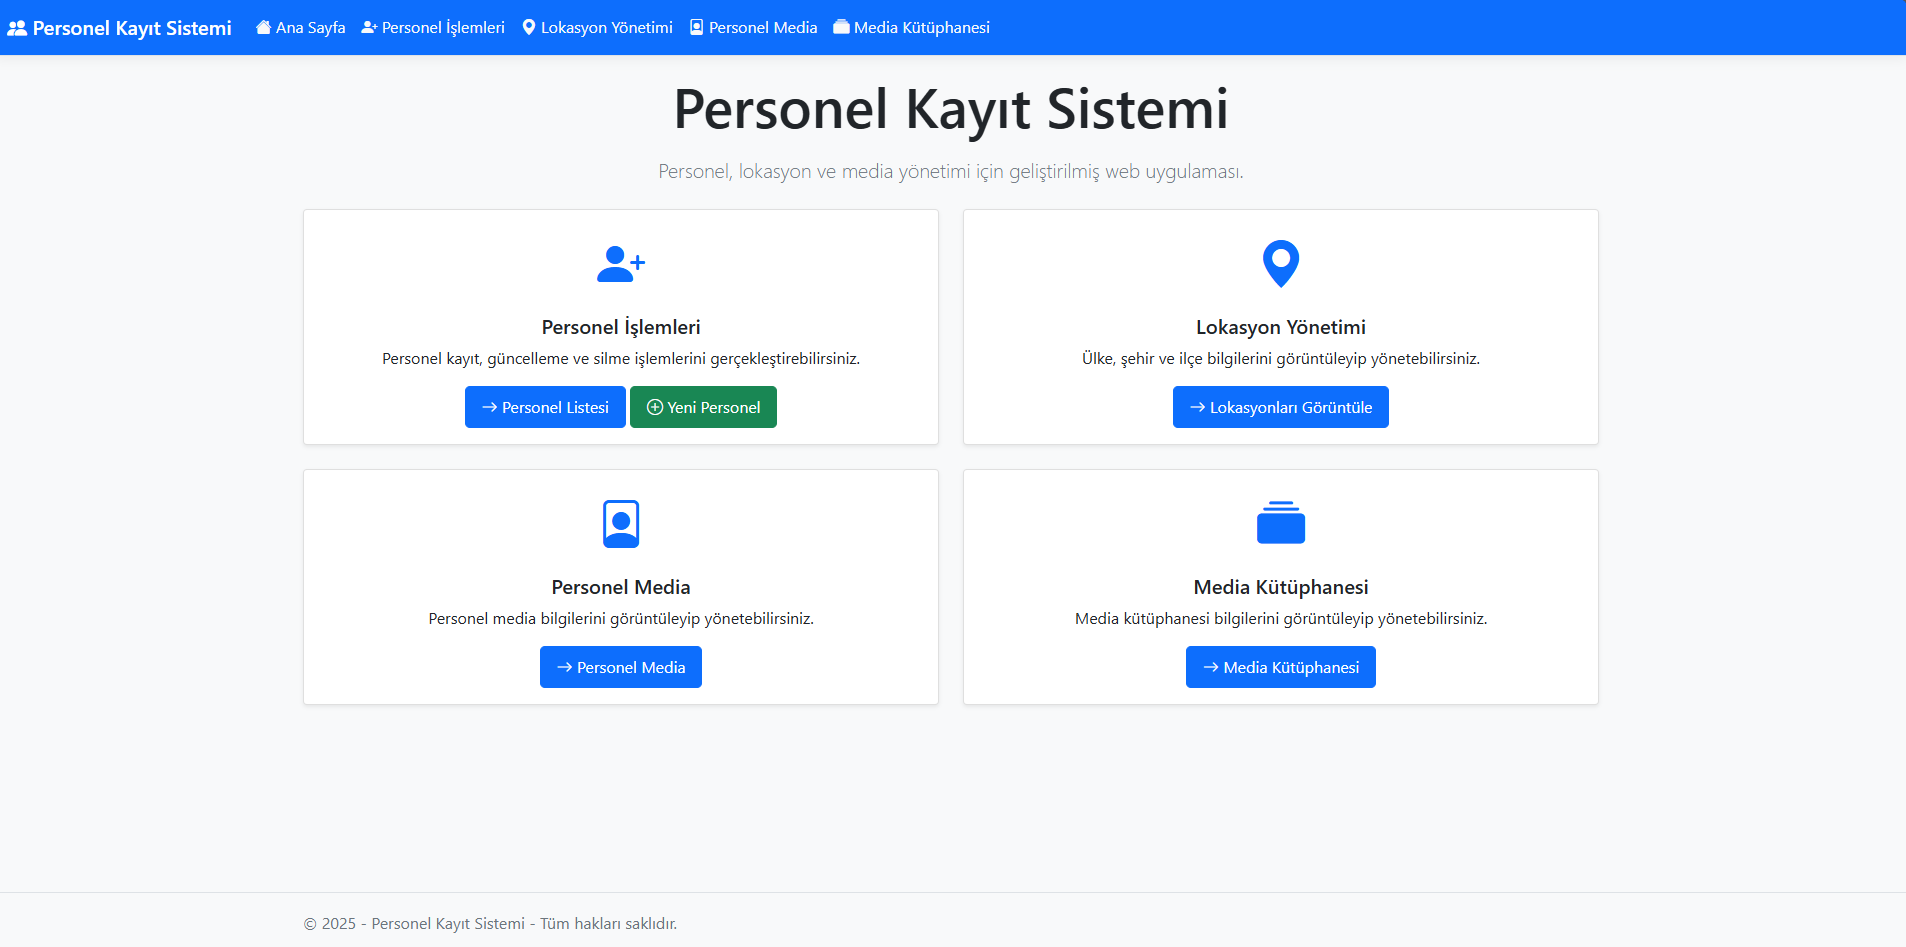 Personel Kayıt Sistemi Ana Sayfa Personel İşlemleri Lokasyon Yönetimi Personel Media Media Kütüphanesi
Personel Kayıt Sistemi
Personel, lokasyon ve media yönetimi için geliştirilmiş web uygulaması.
Personel İşlemleri
Personel kayıt, güncelleme ve silme işlemlerini gerçekleştirebilirsiniz.
Personel Listesi Yeni Personel
Lokasyon Yönetimi
Ülke, şehir ve ilçe bilgilerini görüntüleyip yönetebilirsiniz.
Lokasyonları Görüntüle
Personel Media
Personel media bilgilerini görüntüleyip yönetebilirsiniz.
Personel Media
Media Kütüphanesi
Media kütüphanesi bilgilerini görüntüleyip yönetebilirsiniz.
Media Kütüphanesi
© 2025 - Personel Kayıt Sistemi - Tüm hakları saklıdır.